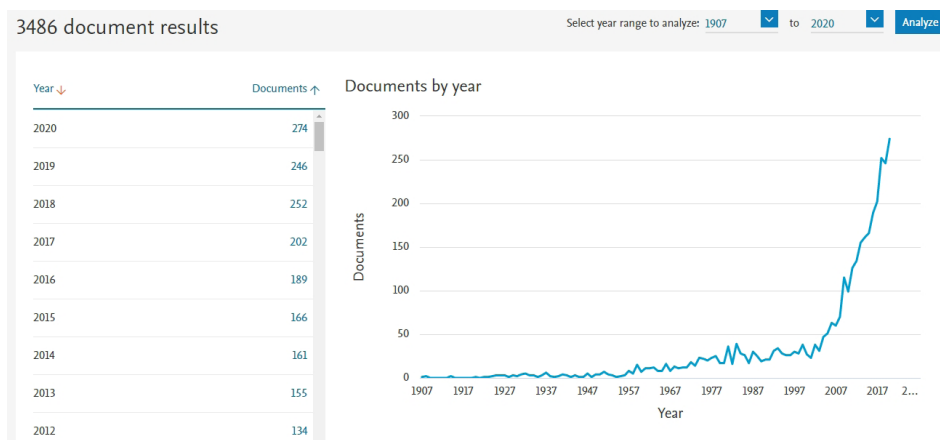 3486 document results
Select year range to analyze: 1907 to 2020 Analyze
Year Documents
2020 274
2019 246
2018 252
2017 202
2016 189
2015 166
2014 161
2013 155
2012 134
Documents by year
300
250
200
150
100
50
0
Documents
1907 1917 1927 1937 1947 1957 1967 1977 1987 1997 2007 2017 2...
Year